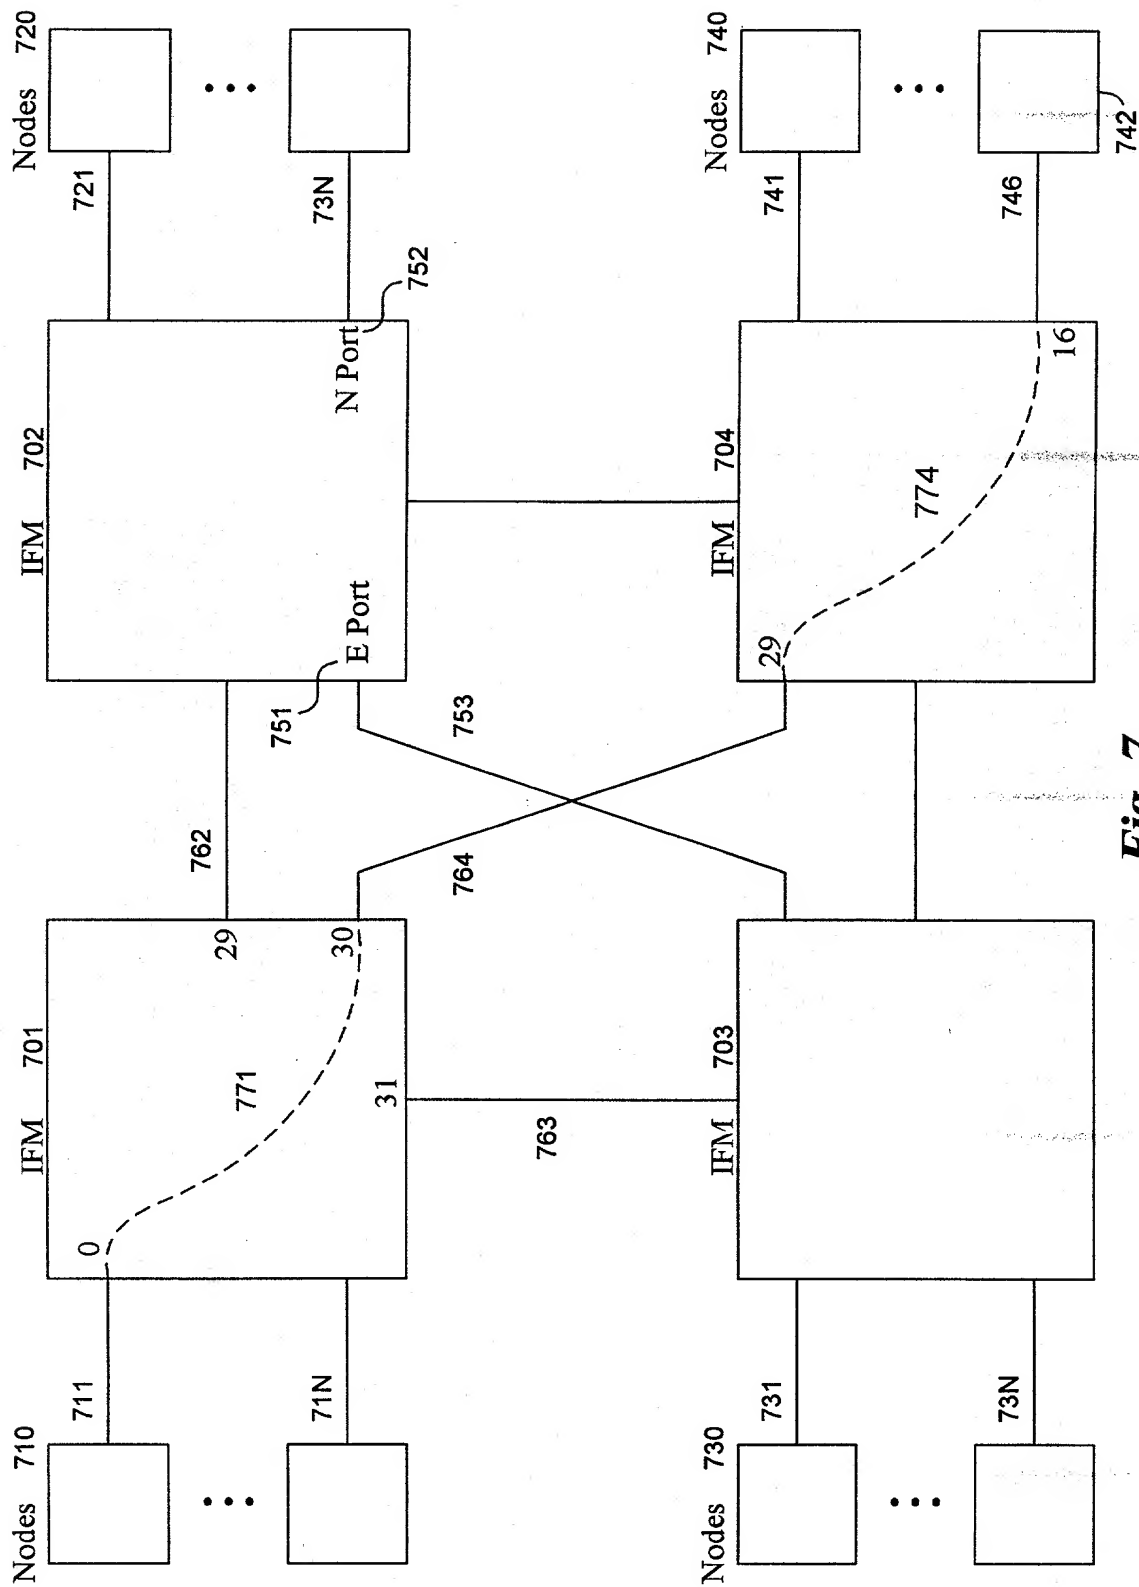 Nodes 710
711
71N
IFM 701
0
771
29
30
31
762
763
764
753
IFM 702
E Port
751
N Port
752
Nodes 720
721
73N
Nodes 730
731
73N
IFM 703
IFM 704
29
774
16
Nodes 740
741
746
742
Fig. 7